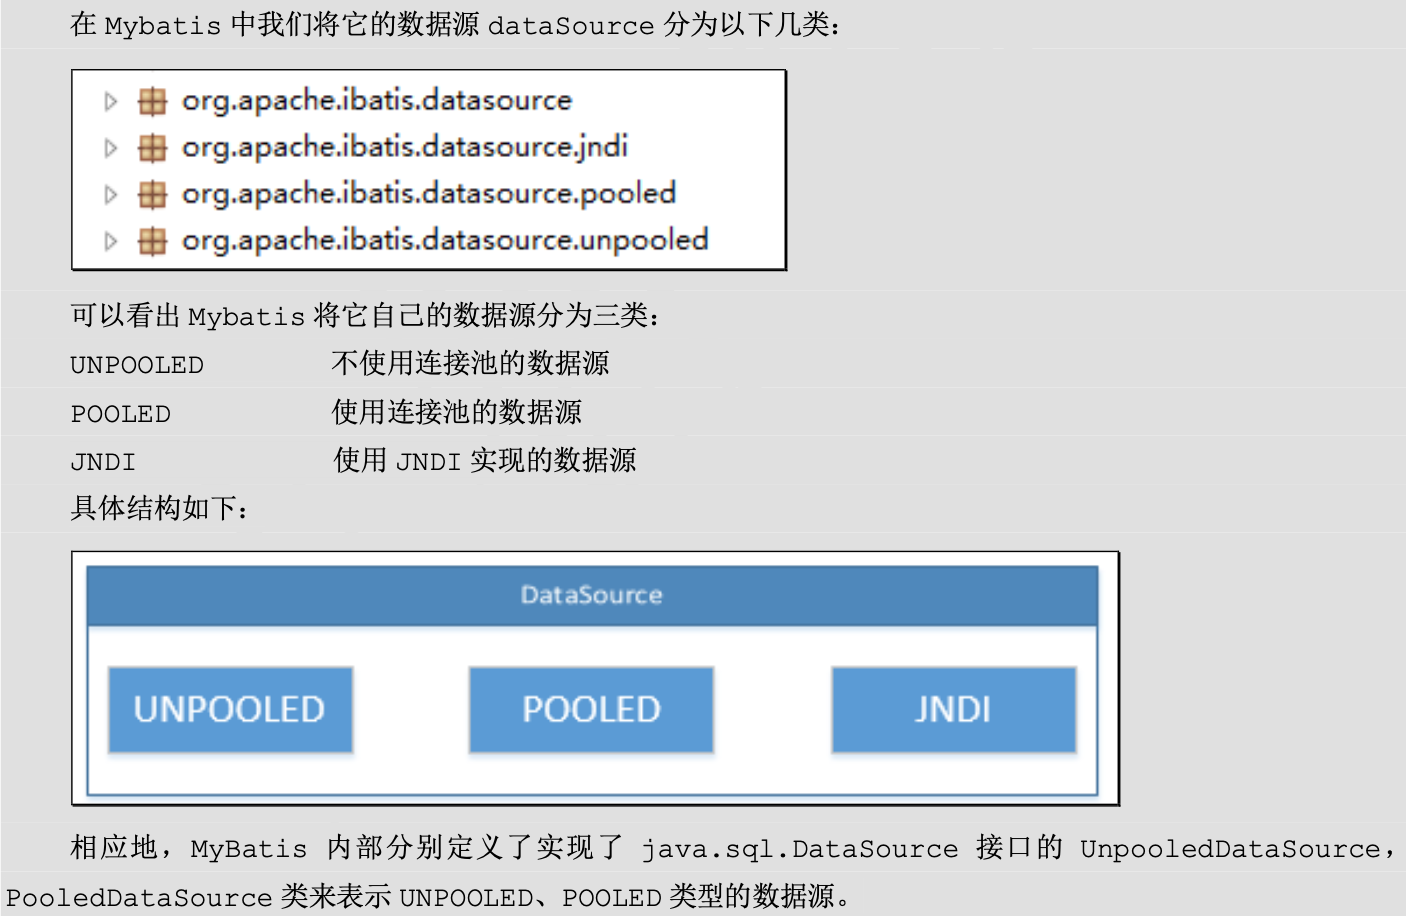 在 Mybatis 中我们将它的数据源 dataSource 分为以下几类：
org.apache.ibatis.datasource
org.apache.ibatis.datasource.jndi
org.apache.ibatis.datasource.pooled
org.apache.ibatis.datasource.unpooled
可以看出 Mybatis 将它自己的数据源分为三类：
UNPOOLED 不使用连接池的数据源
POOLED 使用连接池的数据源
JNDI 使用 JNDI 实现的数据源
具体结构如下：
DataSource
UNPOOLED POOLED JNDI
相应地，MyBatis 内部分别定义了实现了 java.sql.DataSource 接口的 UnpooledDataSource，
PooledDataSource 类来表示 UNPOOLED、POOLED 类型的数据源。